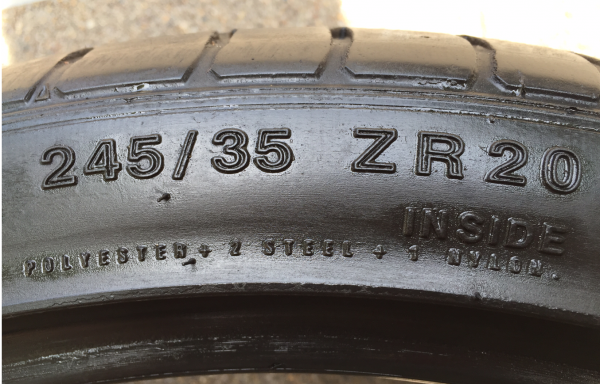 245/35 ZR20
INSIDE
POLYESTER + 2 STEEL + 1 NYLON.